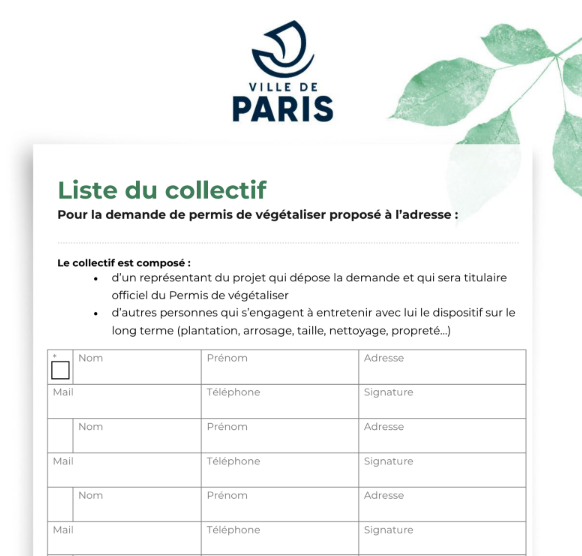 VILLE DE
PARIS
Liste du collectif
Pour la demande de permis de végétaliser proposé à l'adresse :
Le collectif est composé :
• d'un représentant du projet qui dépose la demande et qui sera titulaire
officiel du Permis de végétaliser
• d'autres personnes qui s'engagent à entretenir avec lui le dispositif sur le
long terme (plantation, arrosage, taille, nettoyage, propreté...)
* Nom Prénom Adresse
Mail Téléphone Signature
Nom Prénom Adresse
Mail Téléphone Signature
Nom Prénom Adresse
Mail Téléphone Signature